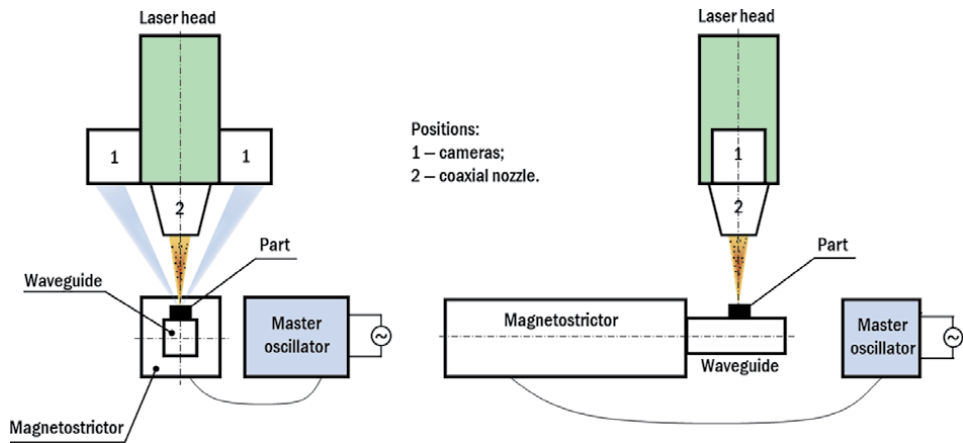 Laser head
1
1
2
Part
Waveguide
Master
oscillator
Magnetostrictor
Positions:
1 – cameras;
2 – coaxial nozzle.
Laser head
1
2
Part
Magnetostrictor
Waveguide
Master
oscillator